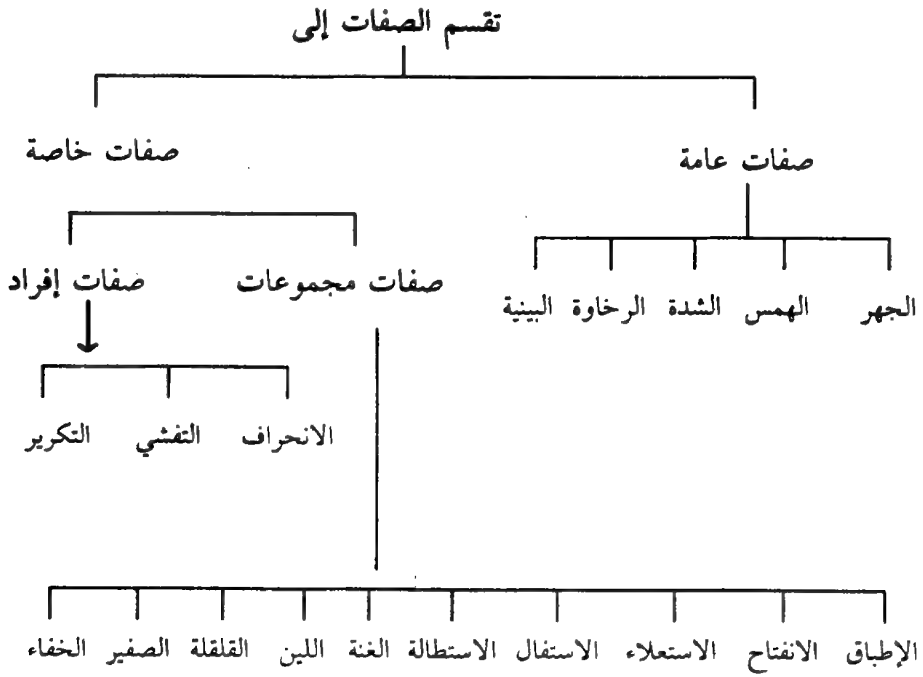 تقسم الصفات إلى
صفات عامة
صفات خاصة
الجهر الهمس الشدة الرخاوة البينية
صفات مجموعات
صفات إفراد
الانحراف التفشي التكرير
الإطباق الانفتاح الاستعلاء الاستفال الاستطالة الغنة اللين القلقلة الصفير الخفاء